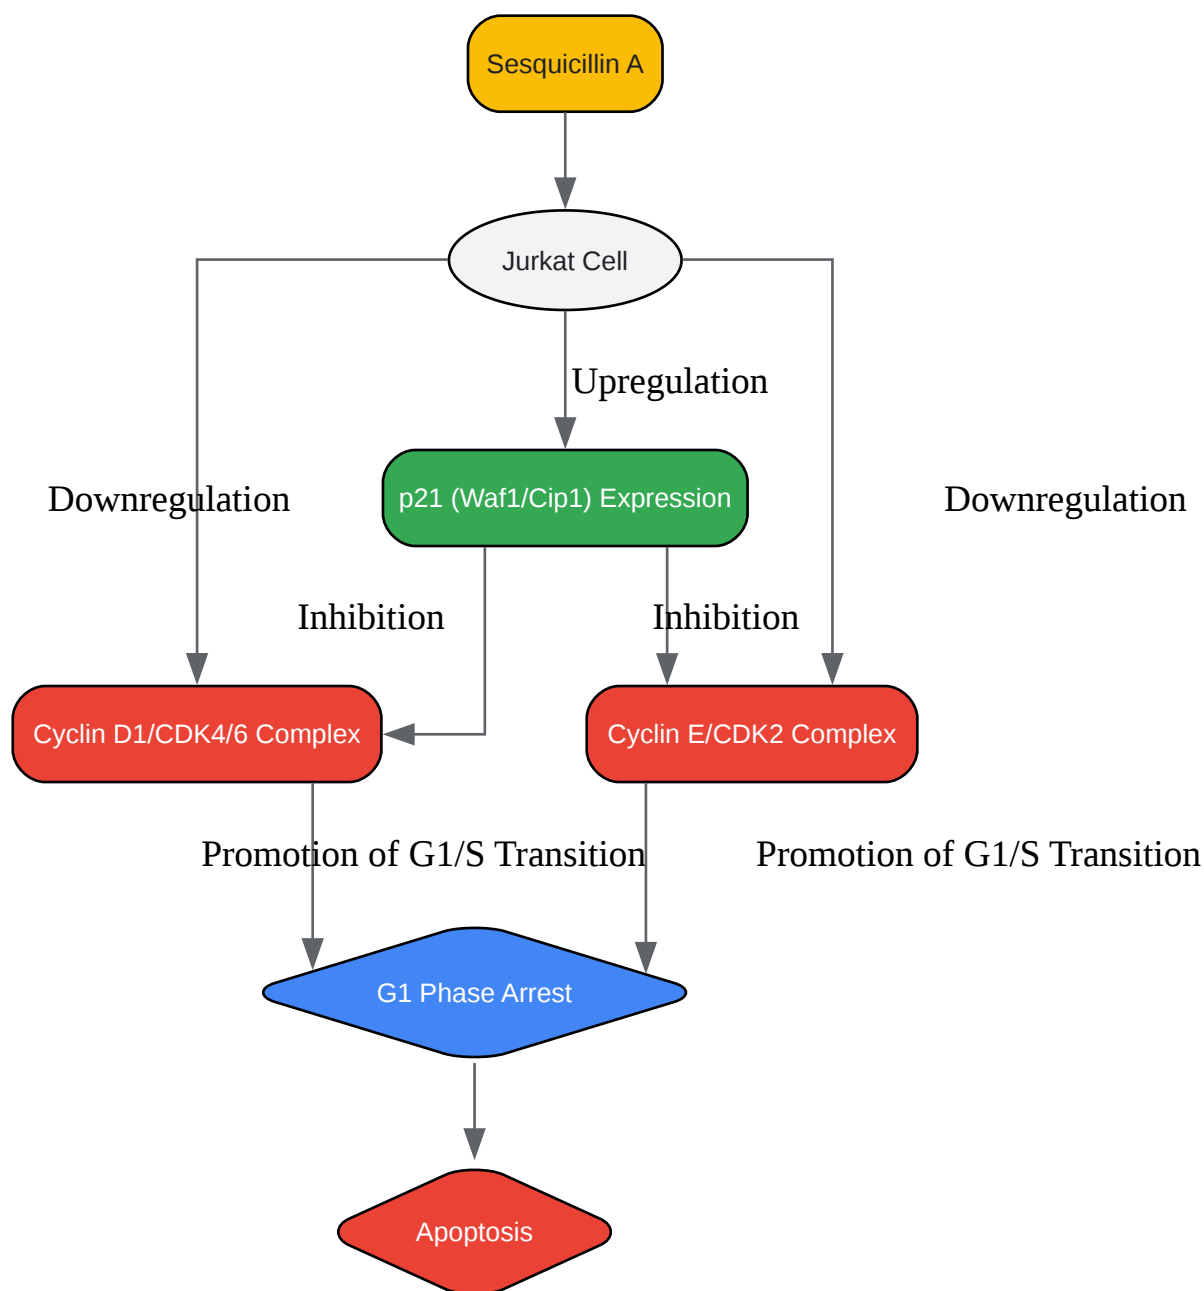 Sesquicillin A
Jurkat Cell
Upregulation
Downregulation
p21 (Waf1/Cip1) Expression
Downregulation
Inhibition
Inhibition
Cyclin D1/CDK4/6 Complex
Cyclin E/CDK2 Complex
Promotion of G1/S Transition
Promotion of G1/S Transition
G1 Phase Arrest
Apoptosis